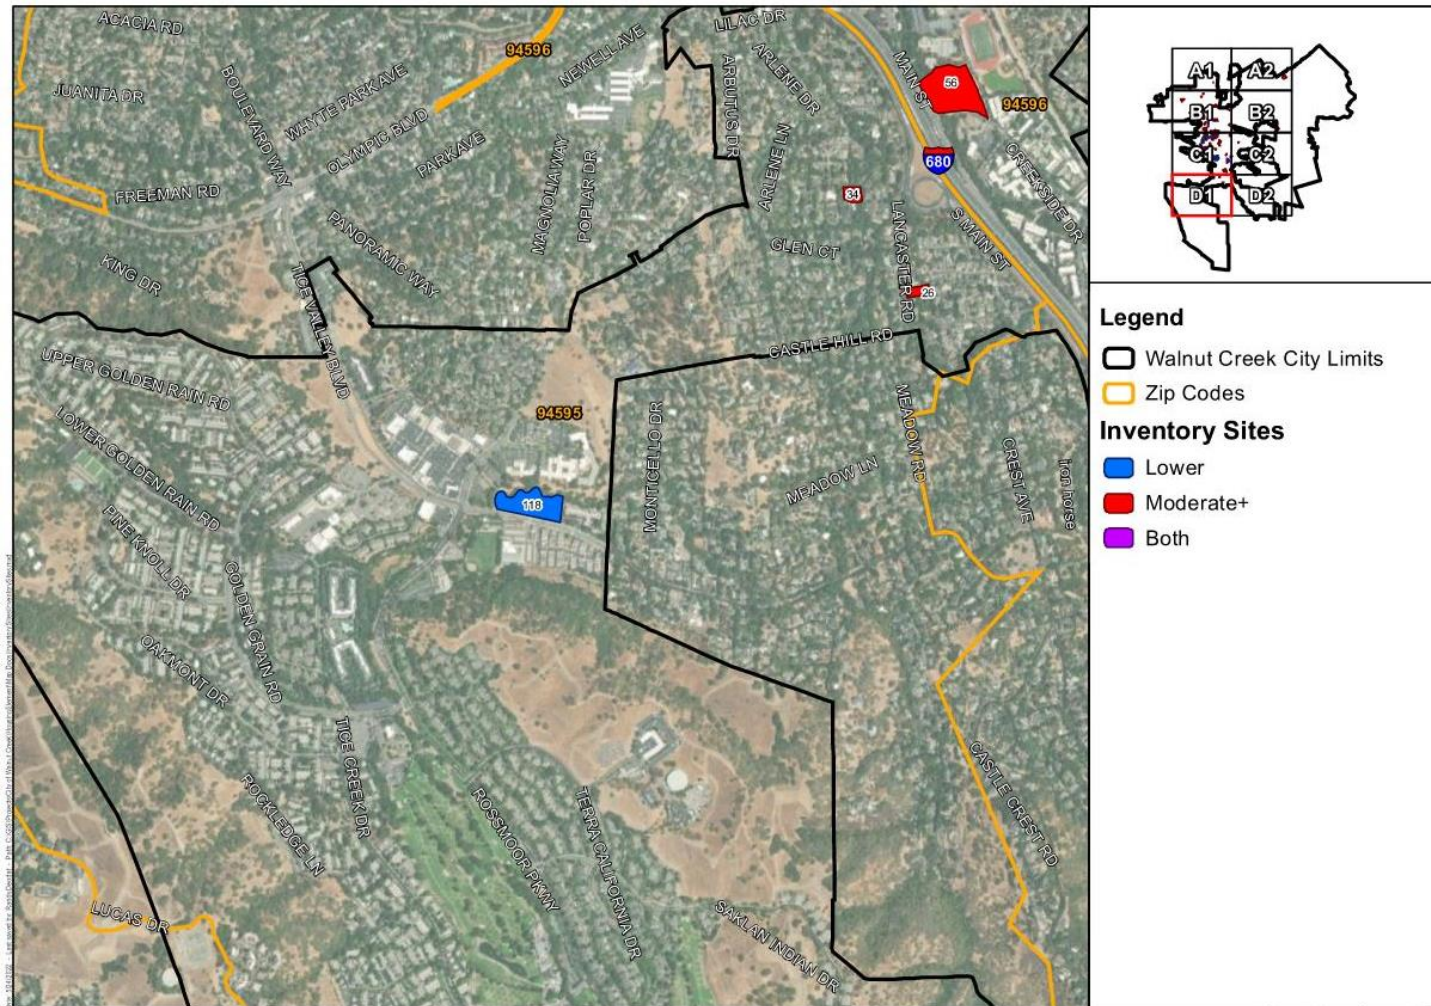 ACACIA RD
LILAC DR
94596
NEWELL AVE
ARLENE DR
MAIN ST
56
94596
JUANITA DR
BOULEVARD WAY
WHYTE PARK AVE
OLYMPIC BLVD
PARK AVE
ARBUTUS DR
ARLENE LN
680
CREEKSIDE DR
FREEMAN RD
MAGNOLIA WAY
POPLAR DR
34
LANCASTER RD
S MAIN ST
PANORAMIC WAY
GLEN CT
KING DR
TICE VALLEY BLVD
26
CASTLE HILL RD
UPPER GOLDEN RAIN RD
94595
MONTICELLO DR
MEADOW RD
LOWER GOLDEN RAIN RD
MEADOW LN
CREST AVE
iron horse
118
PINE KNOLL DR
GOLDEN GRAIN RD
OAKMONT DR
TICE CREEK DR
ROCKLEDGE LN
ROSSMOOR PKWY
TERRA CALIFORNIA DR
CASTLE CREST RD
LUCAS DR
SAKLAN INDIAN DR
A1 A2
B1 B2
C1 C2
D1 D2
Legend
Walnut Creek City Limits
Zip Codes
Inventory Sites
Lower
Moderate+
Both